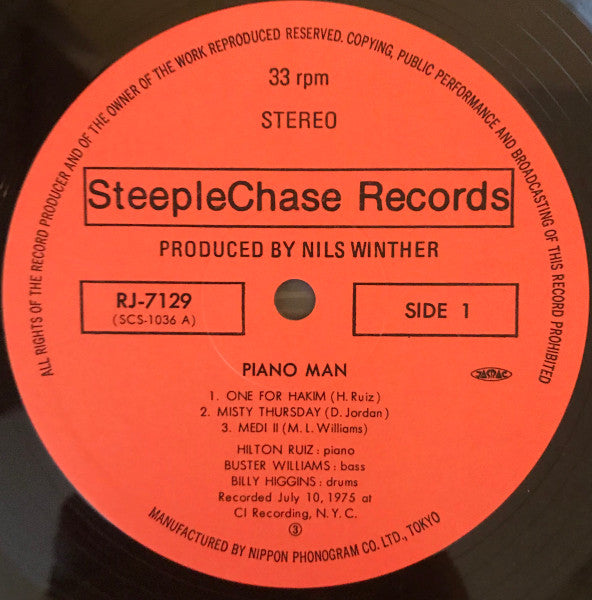 ALL RIGHTS OF THE RECORD PRODUCER AND OF THE OWNER OF THE WORK REPRODUCED RESERVED. COPYING, PUBLIC PERFORMANCE AND BROADCASTING OF THIS RECORD PROHIBITED
33 rpm
STEREO
SteepleChase Records
PRODUCED BY NILS WINTHER
RJ-7129
(SCS-1036 A)
SIDE 1
PIANO MAN
JASRAC
1. ONE FOR HAKIM (H. Ruiz)
2. MISTY THURSDAY (D. Jordan)
3. MEDI II (M. L. Williams)
HILTON RUIZ : piano
BUSTER WILLIAMS : bass
BILLY HIGGINS : drums
Recorded July 10, 1975 at
CI Recording, N. Y. C.
③
MANUFACTURED BY NIPPON PHONOGRAM CO. LTD., TOKYO